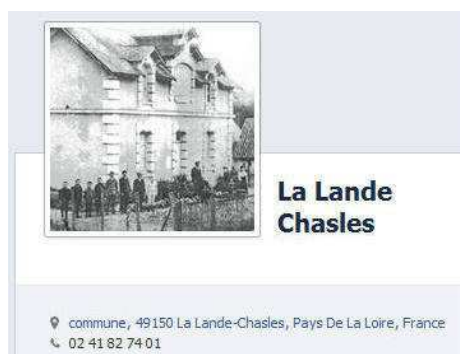 La Lande
Chasles
commune, 49150 La Lande-Chasles, Pays De La Loire, France
02 41 82 74 01